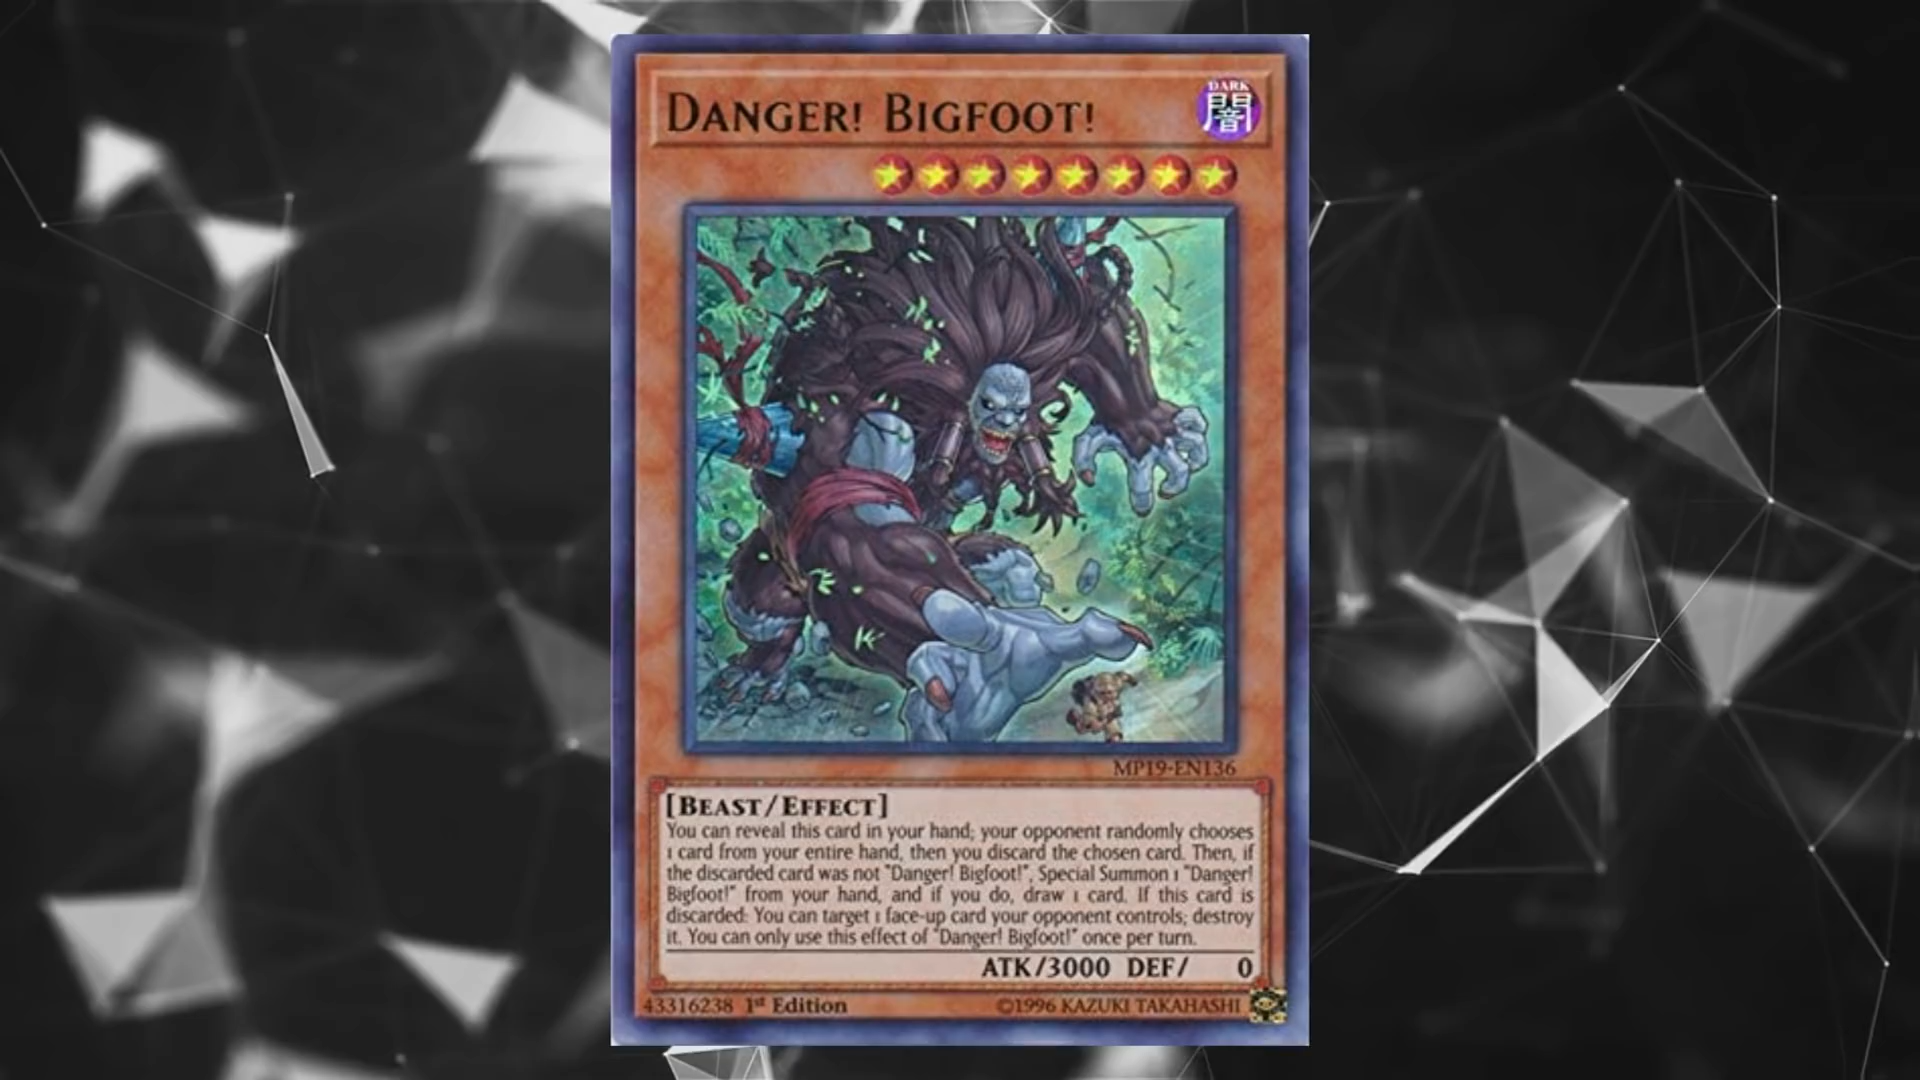 DANGER! BIGFOOT!
DARK
闇
MP19-EN136
[BEAST/EFFECT]
You can reveal this card in your hand; your opponent randomly chooses
1 card from your entire hand, then you discard the chosen card. Then, if
the discarded card was not "Danger! Bigfoot!", Special Summon 1 "Danger!
Bigfoot!" from your hand, and if you do, draw 1 card. If this card is
discarded: You can target 1 face-up card your opponent controls; destroy
it. You can only use this effect of "Danger! Bigfoot!" once per turn.
ATK/3000 DEF/ 0
43316238 1st Edition ©1996 KAZUKI TAKAHASHI